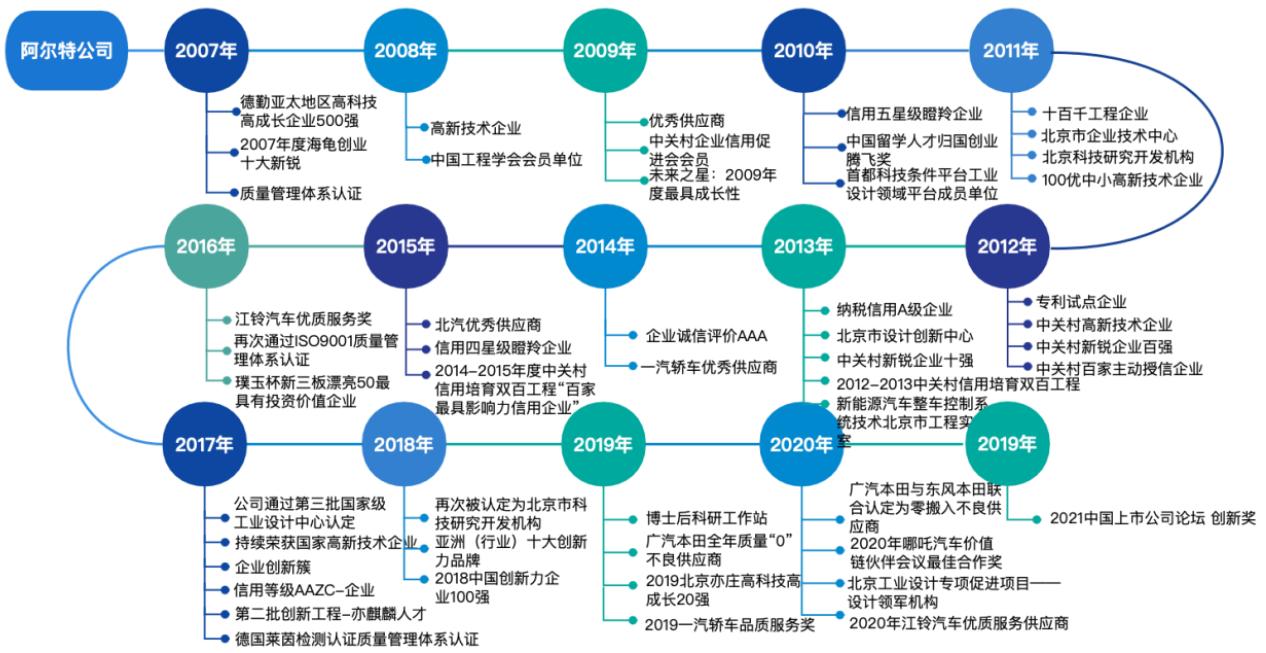 阿尔特公司
2007年
德勤亚太地区高科技
高成长企业500强
2007年度海龟创业
十大新锐
质量管理体系认证
2008年
高新技术企业
中国工程学会会员单位
2009年
优秀供应商
中关村企业信用促
进会会员
未来之星：2009年
度最具成长性
2010年
信用五星级瞪羚企业
中国留学人才归国创业
腾飞奖
首都科技条件平台工业
设计领域平台成员单位
2011年
十百千工程企业
北京市企业技术中心
北京科技研究开发机构
100优中小高新技术企业
2012年
专利试点企业
中关村高新技术企业
中关村新锐企业百强
中关村百家主动授信企业
2013年
纳税信用A级企业
北京市设计创新中心
中关村新锐企业十强
2012-2013中关村信用培育双百工程
新能源汽车整车控制系
统技术北京市工程实
室
2014年
企业诚信评价AAA
一汽轿车优秀供应商
2015年
北汽优秀供应商
信用四星级瞪羚企业
2014-2015年度中关村
信用培育双百工程“百家
最具影响力信用企业”
2016年
江铃汽车优质服务奖
再次通过ISO9001质量管
理体系认证
璞玉杯新三板漂亮50最
具有投资价值企业
2017年
公司通过第三批国家级
工业设计中心认定
持续荣获国家高新技术企业
企业创新簇
信用等级AAZC-企业
第二批创新工程-亦麒麟人才
德国莱茵检测认证质量管理体系认证
2018年
再次被认定为北京市科
技研究开发机构
亚洲（行业）十大创新
力品牌
2018中国创新力企
业100强
2019年
博士后科研工作站
广汽本田全年质量“0”
不良供应商
2019北京亦庄高科技高
成长20强
2019一汽轿车品质服务奖
2020年
广汽本田与东风本田联
合认定为零搬入不良供
应商
2020年哪吒汽车价值
链伙伴会议最佳合作奖
北京工业设计专项促进项目——
设计领军机构
2020年江铃汽车优质服务供应商
2019年
2021中国上市公司论坛 创新奖